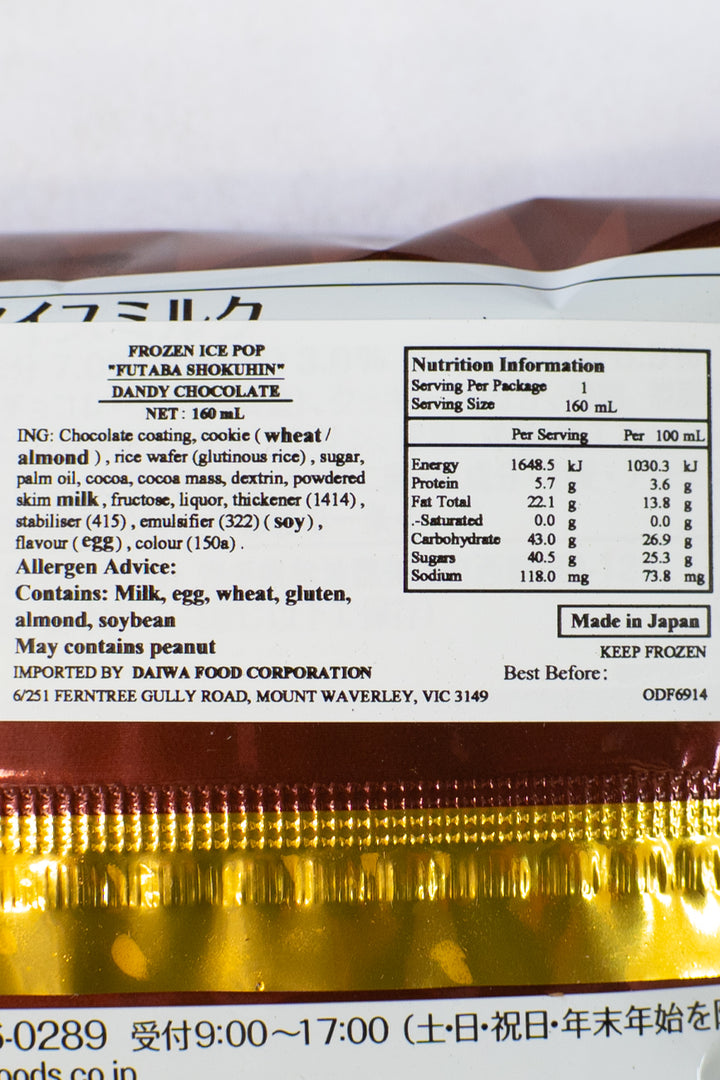 アイスミルク
FROZEN ICE POP
"FUTABA SHOKUHIN"
DANDY CHOCOLATE
NET : 160 mL
ING: Chocolate coating, cookie ( wheat /
almond ) , rice wafer (glutinous rice) , sugar,
palm oil, cocoa, cocoa mass, dextrin, powdered
skim milk , fructose, liquor, thickener (1414) ,
stabiliser (415) , emulsifier (322) ( soy) ,
flavour ( egg) , colour (150a) .
Allergen Advice:
Contains: Milk, egg, wheat, gluten,
almond, soybean
May contains peanut
IMPORTED BY DAIWA FOOD CORPORATION
6/251 FERNTREE GULLY ROAD, MOUNT WAVERLEY, VIC 3149
Nutrition Information
Serving Per Package 1
Serving Size 160 mL
Per Serving Per 100 mL
Energy 1648.5 kJ 1030.3 kJ
Protein 5.7 g 3.6 g
Fat Total 22.1 g 13.8 g
.-Saturated 0.0 g 0.0 g
Carbohydrate 43.0 g 26.9 g
Sugars 40.5 g 25.3 g
Sodium 118.0 mg 73.8 mg
Made in Japan
KEEP FROZEN
Best Before:
ODF6914
-0289 受付9:00〜17:00 (土・日・祝日・年末年始を
oods.co.jp